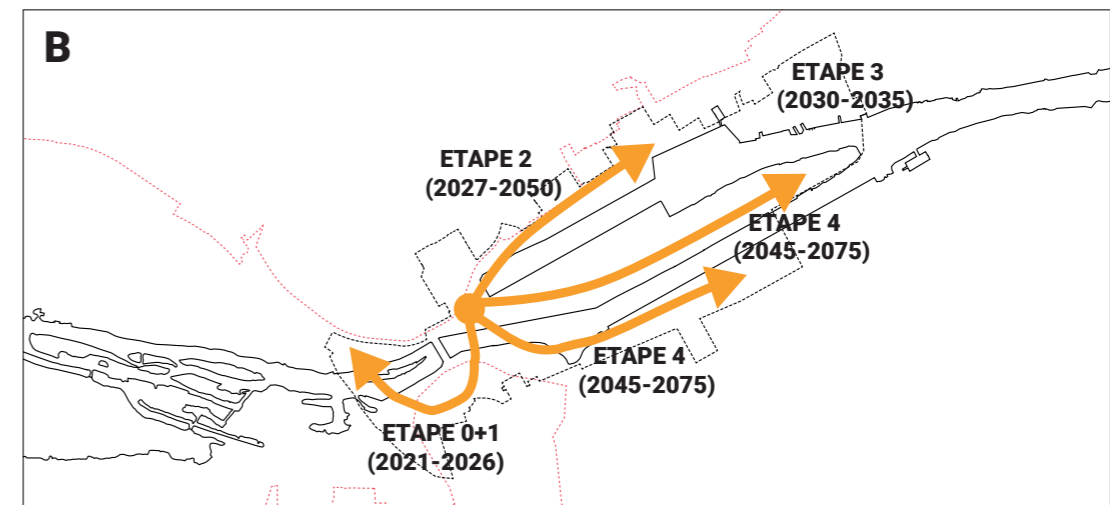 B
ETAPE 3
(2030-2035)
ETAPE 2
(2027-2050)
ETAPE 4
(2045-2075)
ETAPE 4
(2045-2075)
ETAPE 0+1
(2021-2026)